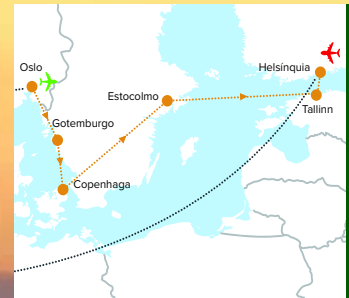 Oslo
Helsínquia
Estocolmo
Tallinn
Gotemburgo
Copenhaga